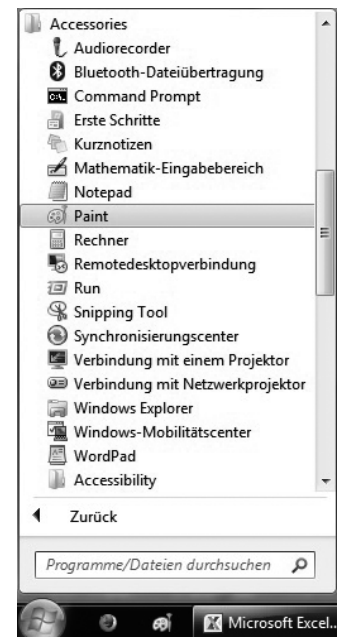 Accessories
Audiorecorder
Bluetooth-Dateiübertragung
Command Prompt
Erste Schritte
Kurznotizen
Mathematik-Eingabebereich
Notepad
Paint
Rechner
Remotedesktopverbindung
Run
Snipping Tool
Synchronisierungscenter
Verbindung mit einem Projektor
Verbindung mit Netzwerkprojektor
Windows Explorer
Windows-Mobilitätscenter
WordPad
Accessibility
Zurück
Programme/Dateien durchsuchen
Microsoft Excel..